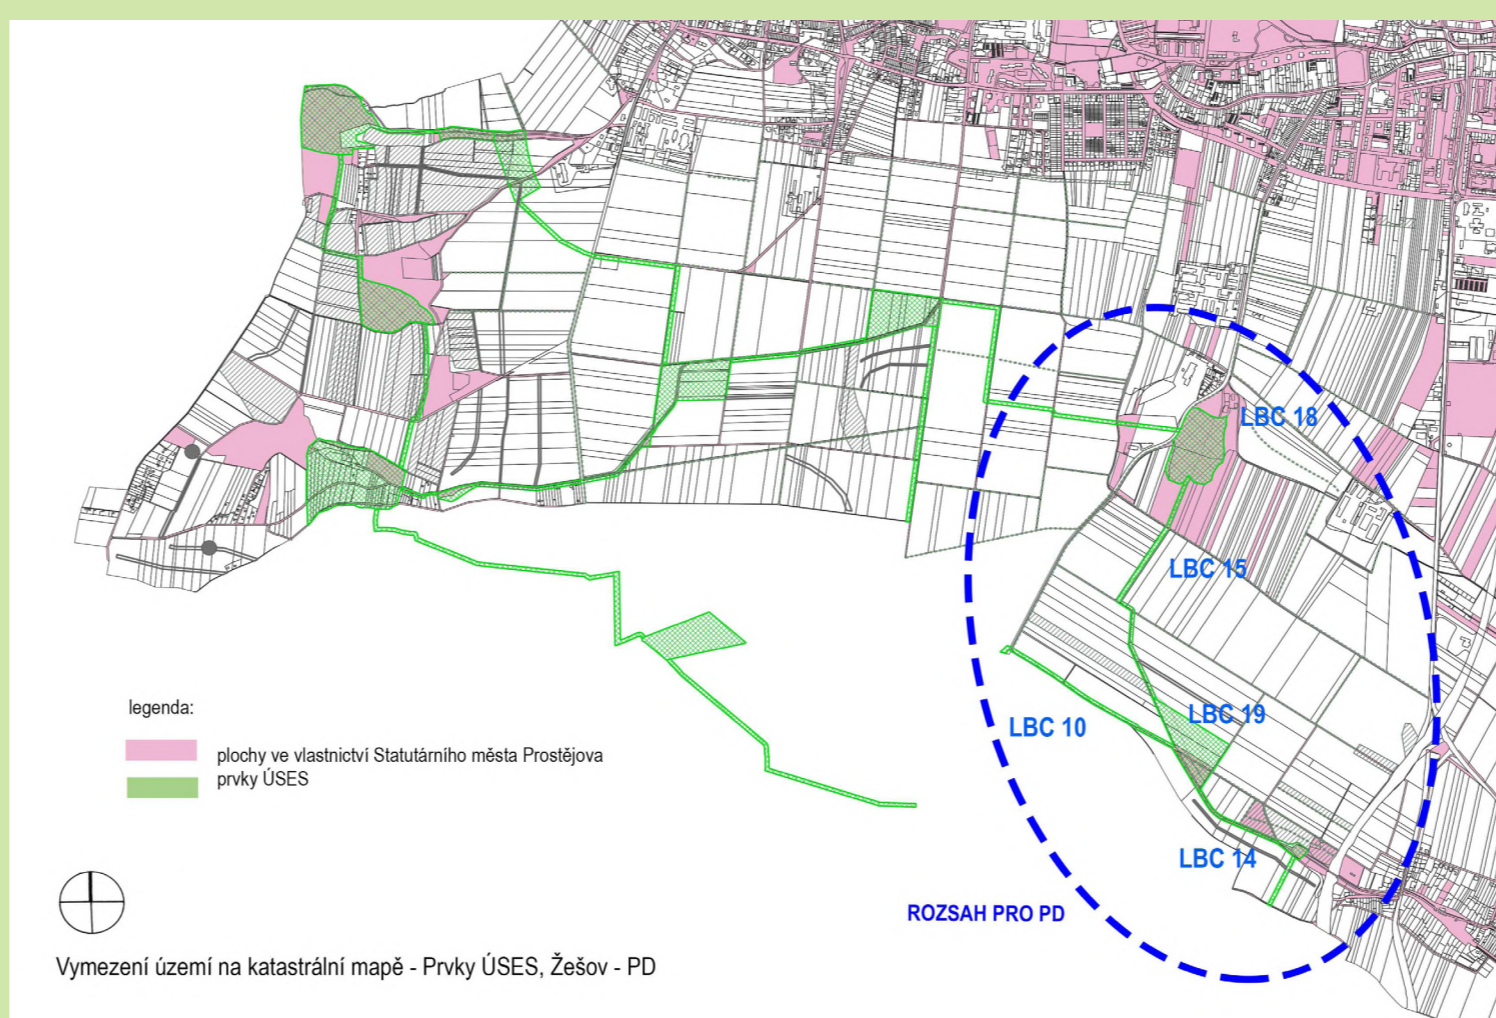 LBC 18
LBC 15
LBC 19
LBC 10
LBC 14
ROZSAH PRO PD
legenda:
plochy ve vlastnictví Statutárního města Prostějova
prvky ÚSES
Vymezení území na katastrální mapě - Prvky ÚSES, Žešov - PD